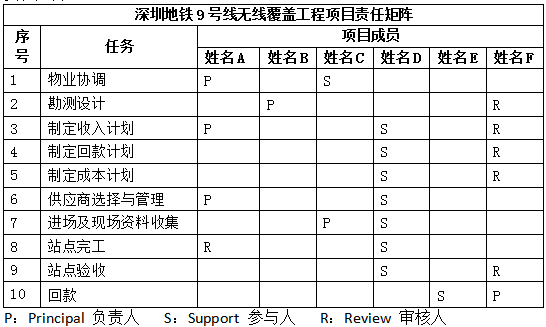 深圳地铁9号线无线覆盖工程项目责任矩阵
序号 任务 项目成员
姓名A 姓名B 姓名C 姓名D 姓名E 姓名F
1 物业协调 P S
2 勘测设计 P R
3 制定收入计划 P S R
4 制定回款计划 S R
5 制定成本计划 S R
6 供应商选择与管理 P S
7 进场及现场资料收集 P S
8 站点完工 R S
9 站点验收 S R
10 回款 S P
P：Principal 负责人 S：Support 参与人 R：Review 审核人